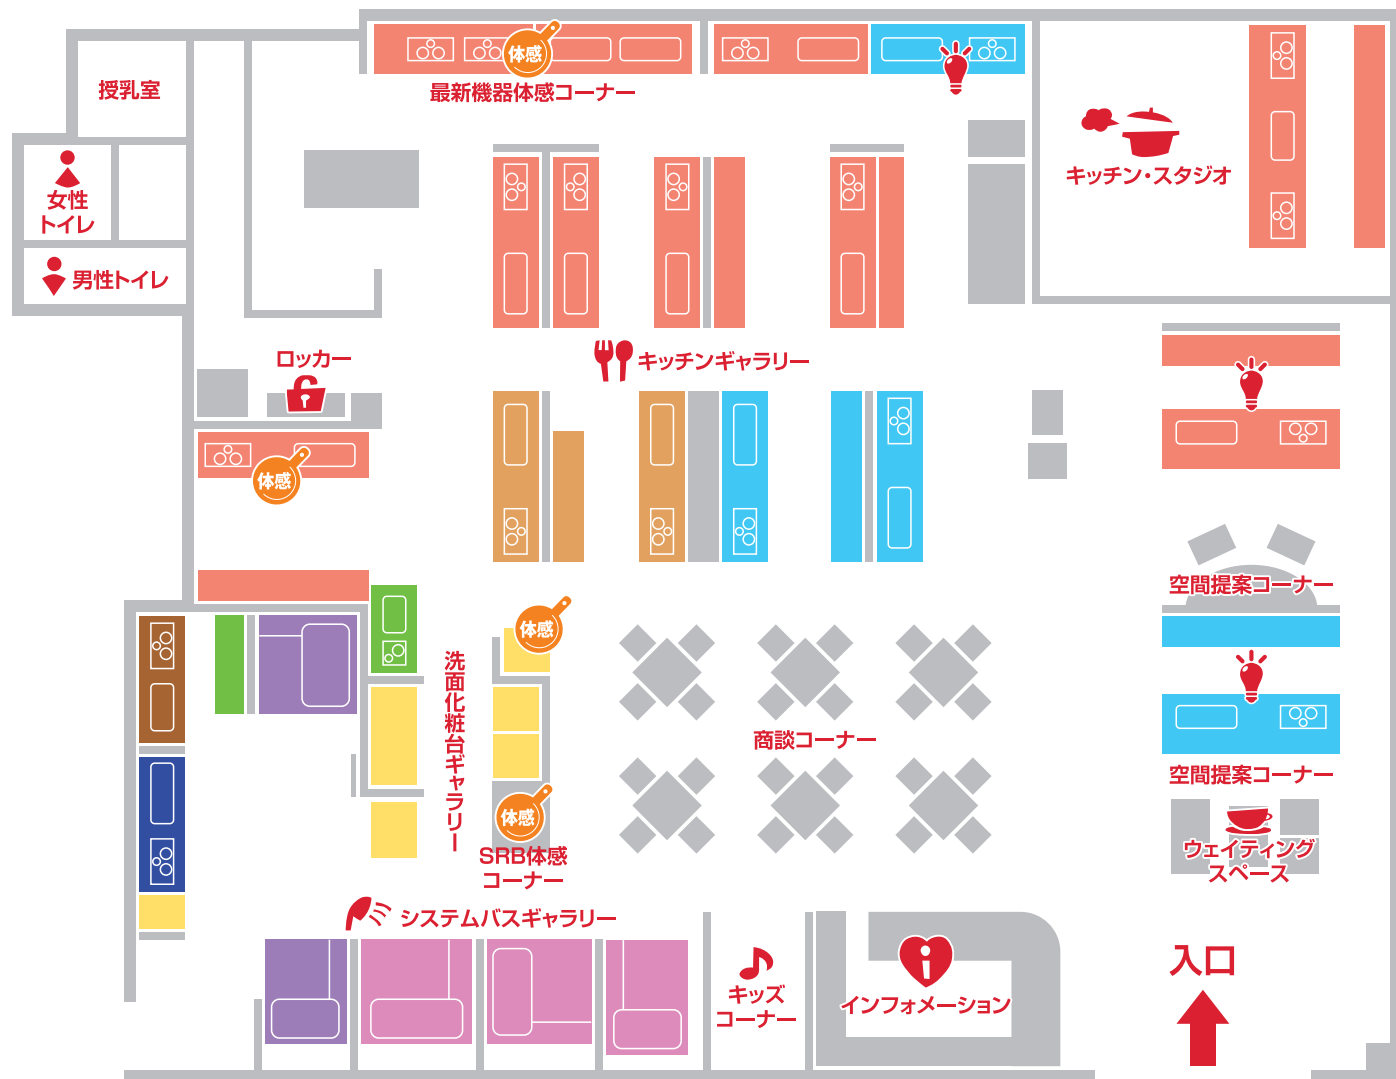 体感
最新機器体感コーナー
授乳室
キッチン・スタジオ
女性
トイレ
男性トイレ
ロッカー
キッチンギャラリー
体感
空間提案コーナー
体感
洗面化粧台ギャラリー
商談コーナー
空間提案コーナー
体感
SRB体感
コーナー
ウェイティング
スペース
システムバスギャラリー
キッズ
コーナー
インフォメーション
入口